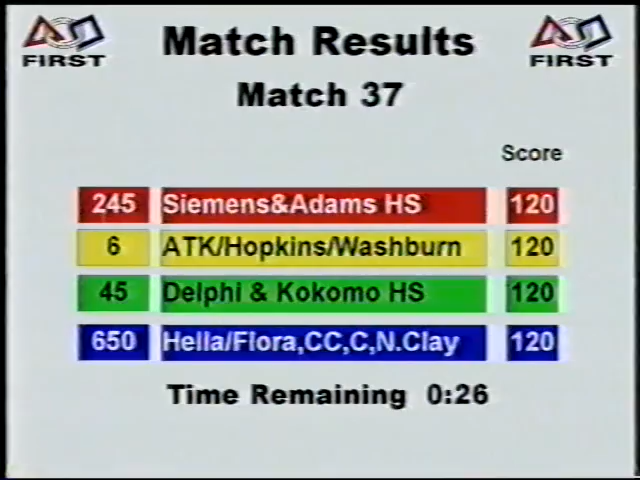 FIRST
Match Results
FIRST
Match 37
Score
245 Siemens&Adams HS 120
6 ATK/Hopkins/Washburn 120
45 Delphi & Kokomo HS 120
650 Hella/Flora,CC,C,N.Clay 120
Time Remaining 0:26